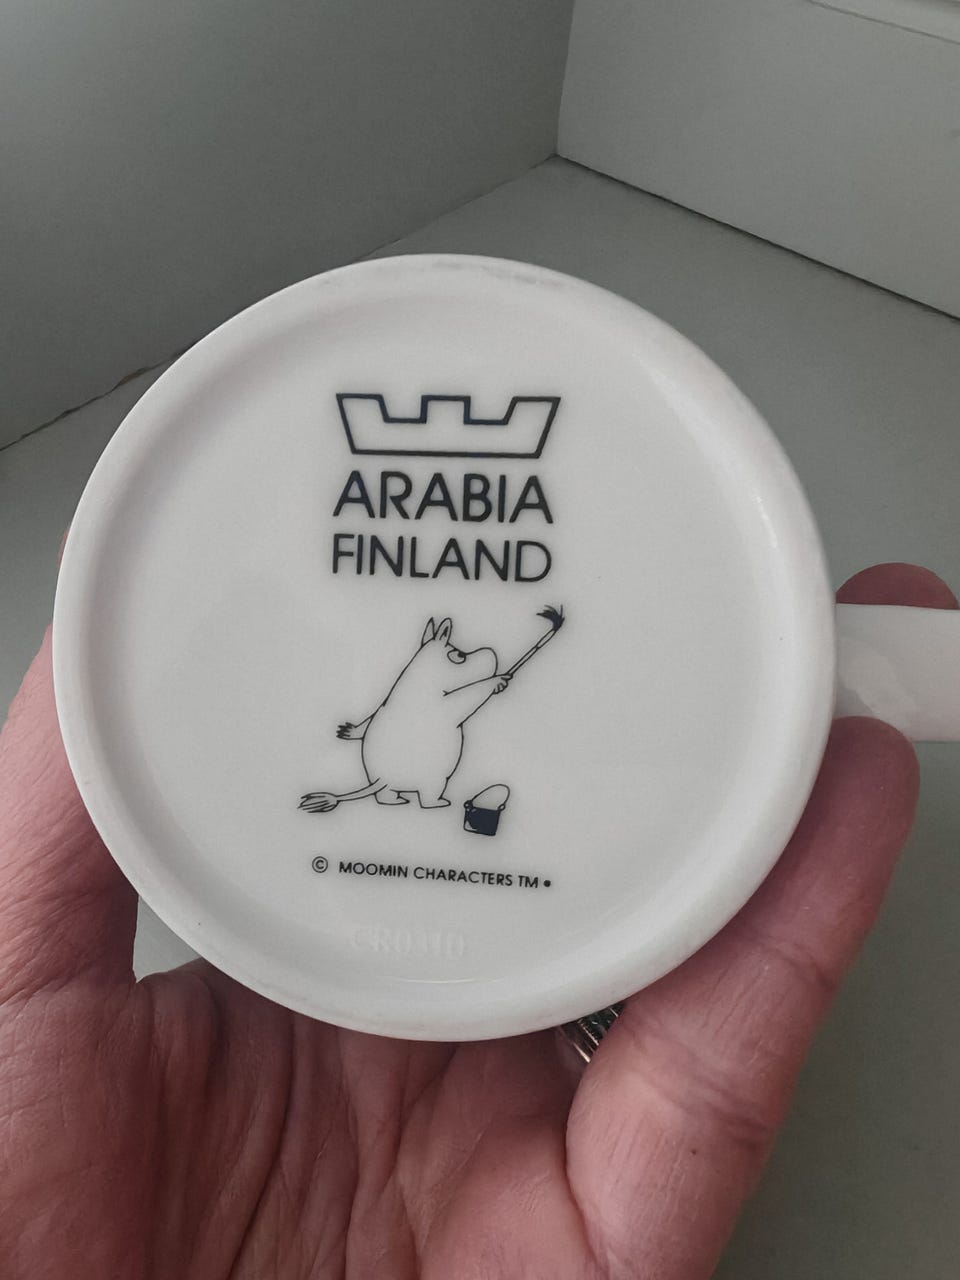 ARABIA
FINLAND
© MOOMIN CHARACTERS TM •